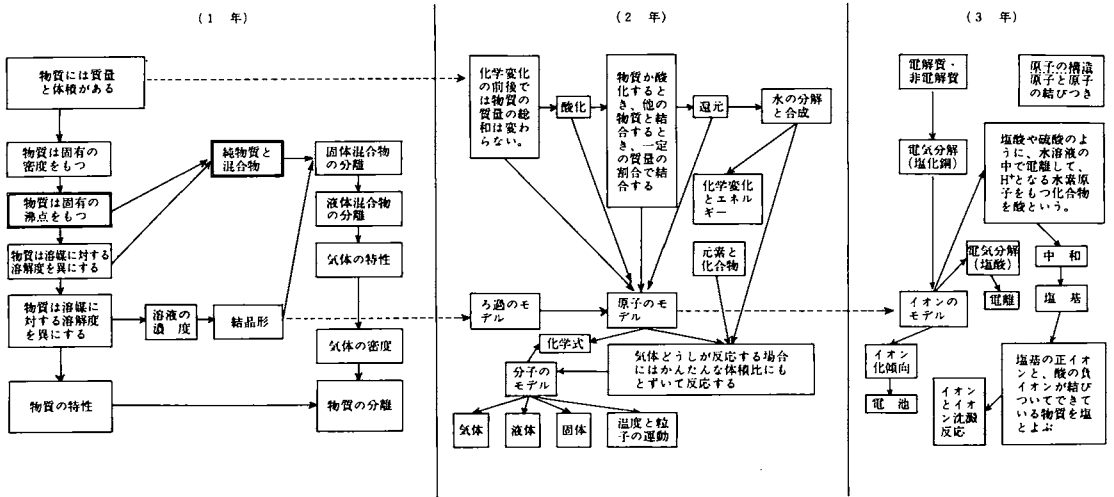 (1 年)
物質には質量
と体積がある
物質は固有の
密度をもつ
物質は固有の
沸点をもつ
物質は溶媒に対する
溶解度を異にする
物質は溶媒に
対する溶解度
を異にする
物質の特性
純物質と
混合物
溶液の
濃度
結晶形
固体混合物
の分離
液体混合物
の分離
気体の特性
気体の密度
物質の分離
(2 年)
化学変化
の前後で
は物質の
質量の総
和は変わ
らない。
酸化
物質か酸
化すると
き、他の
物質と結
合すると
き、一定
の質量の
割合で結
合する
還元
水の分解
と合成
化学変化
とエネル
ギー
元素と
化合物
ろ過のモ
デル
原子のモ
デル
化学式
分子の
モデル
気体どうしが反応する場合
にはかんたんな体積比にも
とずいて反応する
気体
液体
固体
温度と粒
子の運動
(3 年)
電解質・
非電解質
電気分解
(塩化銅)
イオンの
モデル
イオン
化傾向
電池
原子の構造
原子と原子
の結びつき
塩酸や硫酸のよ
うに、水溶液の
中で電離して、
H⁺となる水素原
子をもつ化合物
を酸という。
電気分解
(塩酸)
電離
中和
塩基
塩基の正イオ
ンと、酸の負
イオンが結び
ついてできて
いる物質を塩
とよぶ
イオン
とイオ
ン沈澱
反応